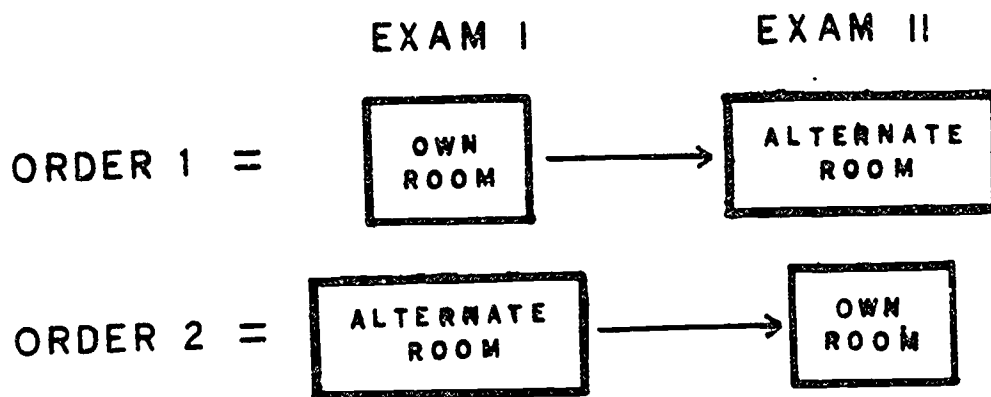 EXAM I
EXAM II
ORDER 1 =
OWN
ROOM
ALTERNATE
ROOM
ORDER 2 =
ALTERNATE
ROOM
OWN
ROOM